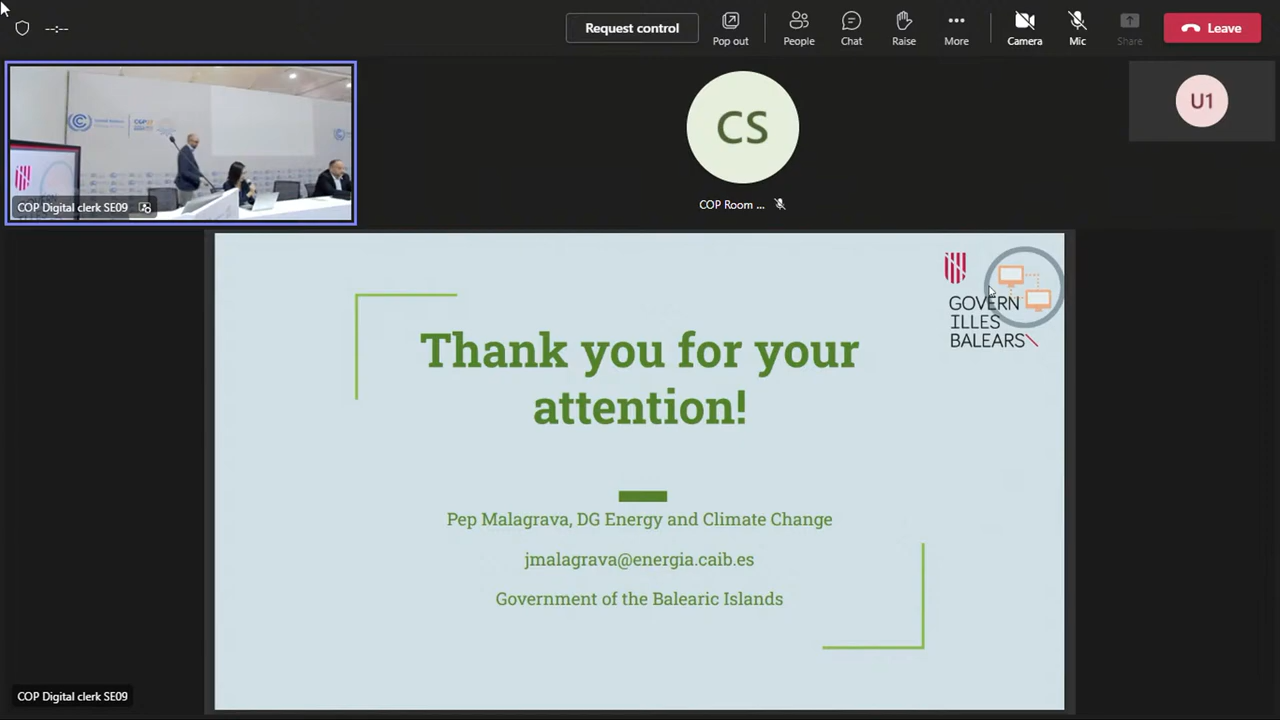 --:--
Request control
Pop out
People
Chat
Raise
More
Camera
Mic
Share
Leave
COP Digital clerk SE09
CS
COP Room ...
U1
GOVERN
ILLES
BALEARS
Thank you for your
attention!
Pep Malagrava, DG Energy and Climate Change
jmalagrava@energia.caib.es
Government of the Balearic Islands
COP Digital clerk SE09